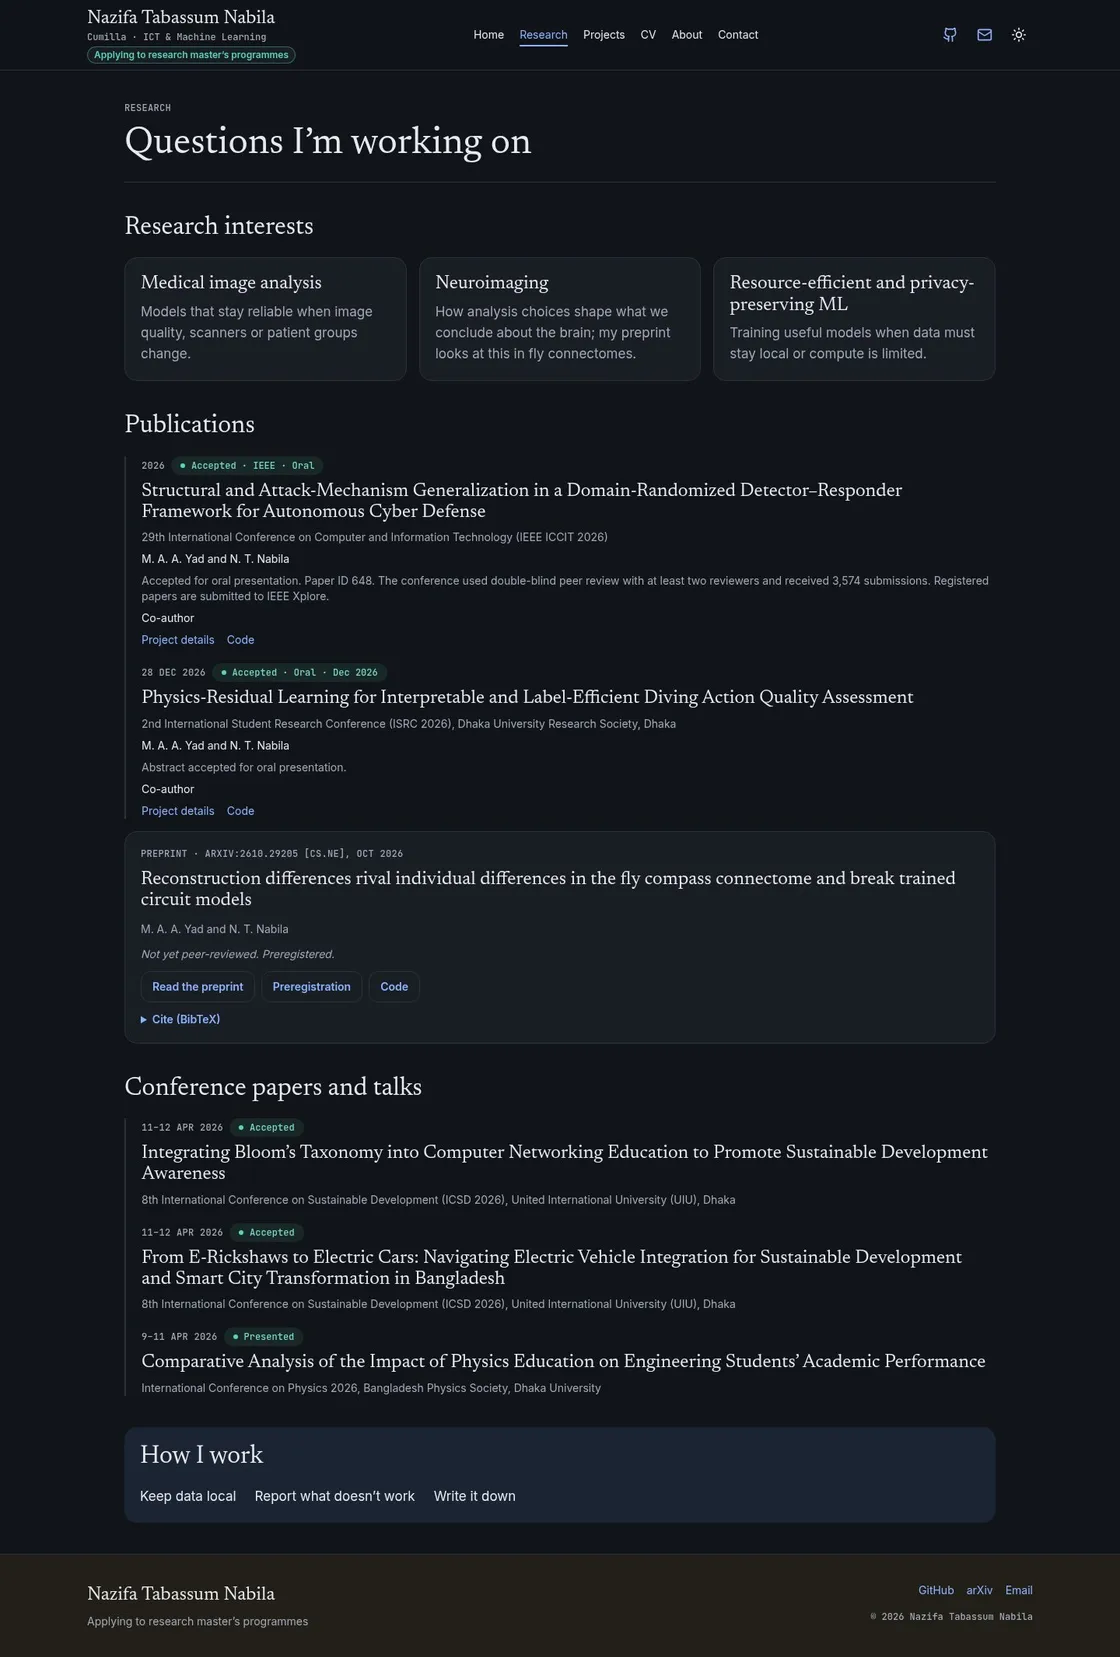 Nazifa Tabassum Nabila
Cumilla · ICT & Machine Learning
Applying to research master's programmes
Home Research Projects CV About Contact
RESEARCH
Questions I’m working on
Research interests
Medical image analysis
Models that stay reliable when image
quality, scanners or patient groups
change.
Neuroimaging
How analysis choices shape what we
conclude about the brain; my preprint
looks at this in fly connectomes.
Resource-efficient and privacy-
preserving ML
Training useful models when data must
stay local or compute is limited.
Publications
2026 Accepted · IEEE · Oral
Structural and Attack-Mechanism Generalization in a Domain-Randomized Detector–Responder
Framework for Autonomous Cyber Defense
29th International Conference on Computer and Information Technology (IEEE ICCIT 2026)
M. A. A. Yad and N. T. Nabila
Accepted for oral presentation. Paper ID 648. The conference used double-blind peer review with at least two reviewers and received 3,574 submissions. Registered
papers are submitted to IEEE Xplore.
Co-author
Project details Code
28 DEC 2026 Accepted · Oral · Dec 2026
Physics-Residual Learning for Interpretable and Label-Efficient Diving Action Quality Assessment
2nd International Student Research Conference (ISRC 2026), Dhaka University Research Society, Dhaka
M. A. A. Yad and N. T. Nabila
Abstract accepted for oral presentation.
Co-author
Project details Code
PREPRINT · ARXIV:2610.29205 [CS.NE], OCT 2026
Reconstruction differences rival individual differences in the fly compass connectome and break trained
circuit models
M. A. A. Yad and N. T. Nabila
Not yet peer-reviewed. Preregistered.
Read the preprint Preregistration Code
Cite (BibTeX)
Conference papers and talks
11–12 APR 2026 Accepted
Integrating Bloom’s Taxonomy into Computer Networking Education to Promote Sustainable Development
Awareness
8th International Conference on Sustainable Development (ICSD 2026), United International University (UIU), Dhaka
11–12 APR 2026 Accepted
From E-Rickshaws to Electric Cars: Navigating Electric Vehicle Integration for Sustainable Development
and Smart City Transformation in Bangladesh
8th International Conference on Sustainable Development (ICSD 2026), United International University (UIU), Dhaka
9–11 APR 2026 Presented
Comparative Analysis of the Impact of Physics Education on Engineering Students’ Academic Performance
International Conference on Physics 2026, Bangladesh Physics Society, Dhaka University
How I work
Keep data local Report what doesn’t work Write it down
Nazifa Tabassum Nabila
Applying to research master’s programmes
GitHub arXiv Email
© 2026 Nazifa Tabassum Nabila